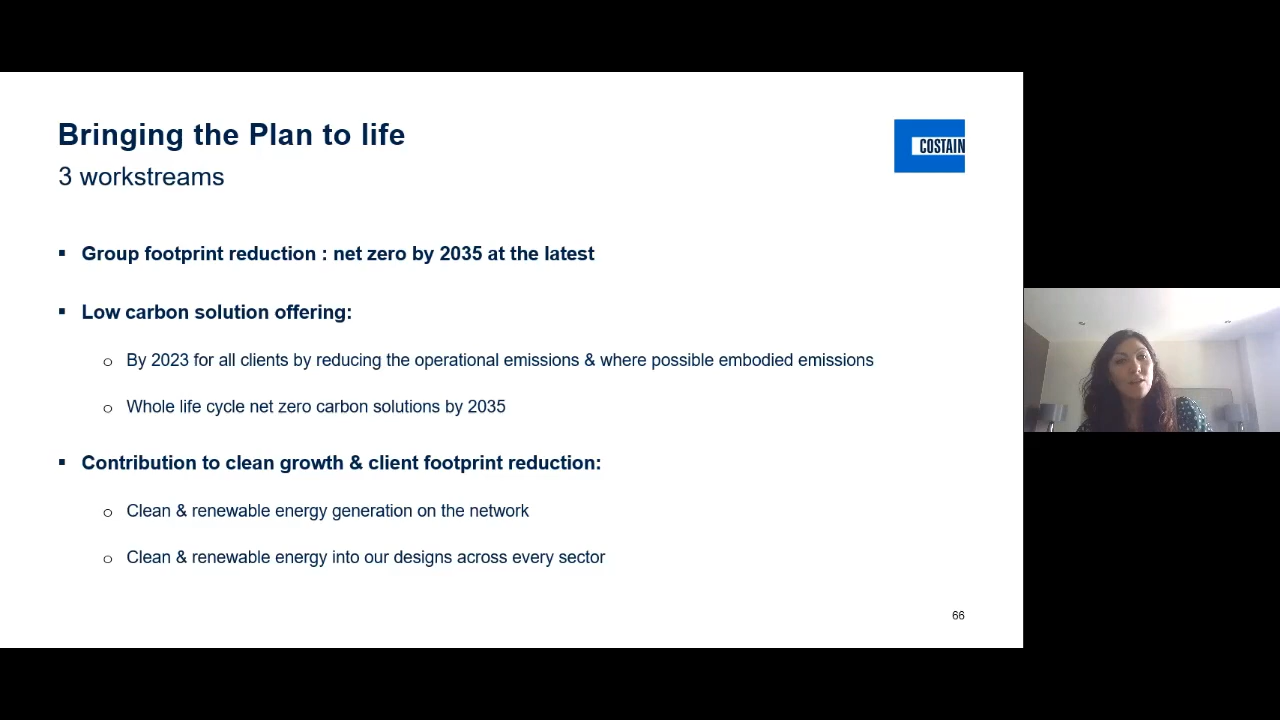 Bringing the Plan to life
COSTAIN
3 workstreams
▪ Group footprint reduction : net zero by 2035 at the latest
▪ Low carbon solution offering:
o By 2023 for all clients by reducing the operational emissions & where possible embodied emissions
o Whole life cycle net zero carbon solutions by 2035
▪ Contribution to clean growth & client footprint reduction:
o Clean & renewable energy generation on the network
o Clean & renewable energy into our designs across every sector
66